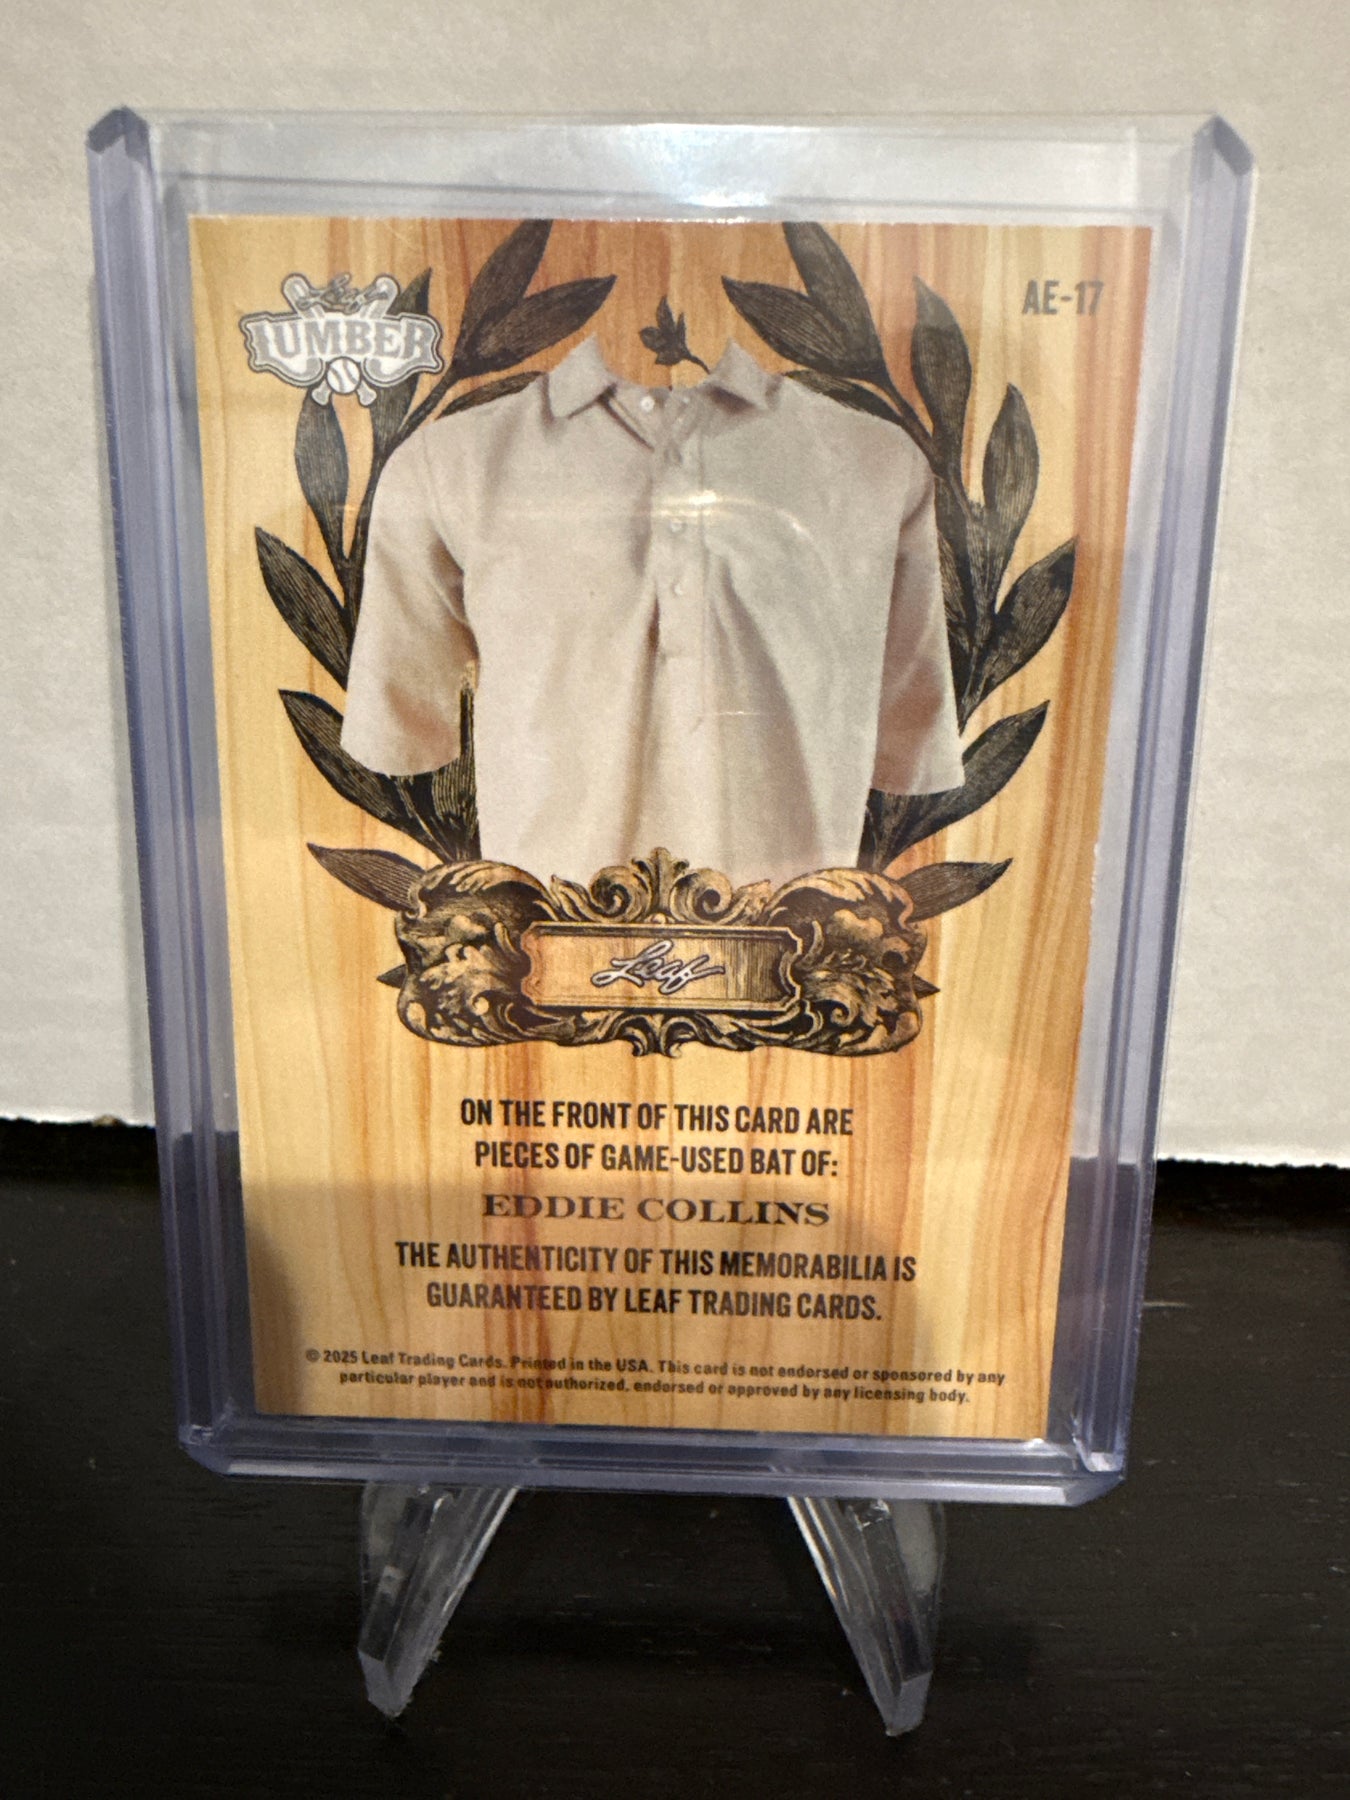 Leaf
LUMBER
AE-17
Leaf
ON THE FRONT OF THIS CARD ARE
PIECES OF GAME-USED BAT OF:
EDDIE COLLINS
THE AUTHENTICITY OF THIS MEMORABILIA IS
GUARANTEED BY LEAF TRADING CARDS.
© 2025 Leaf Trading Cards. Printed in the USA. This card is not endorsed or sponsored by any
particular player and is not authorized, endorsed or approved by any licensing body.